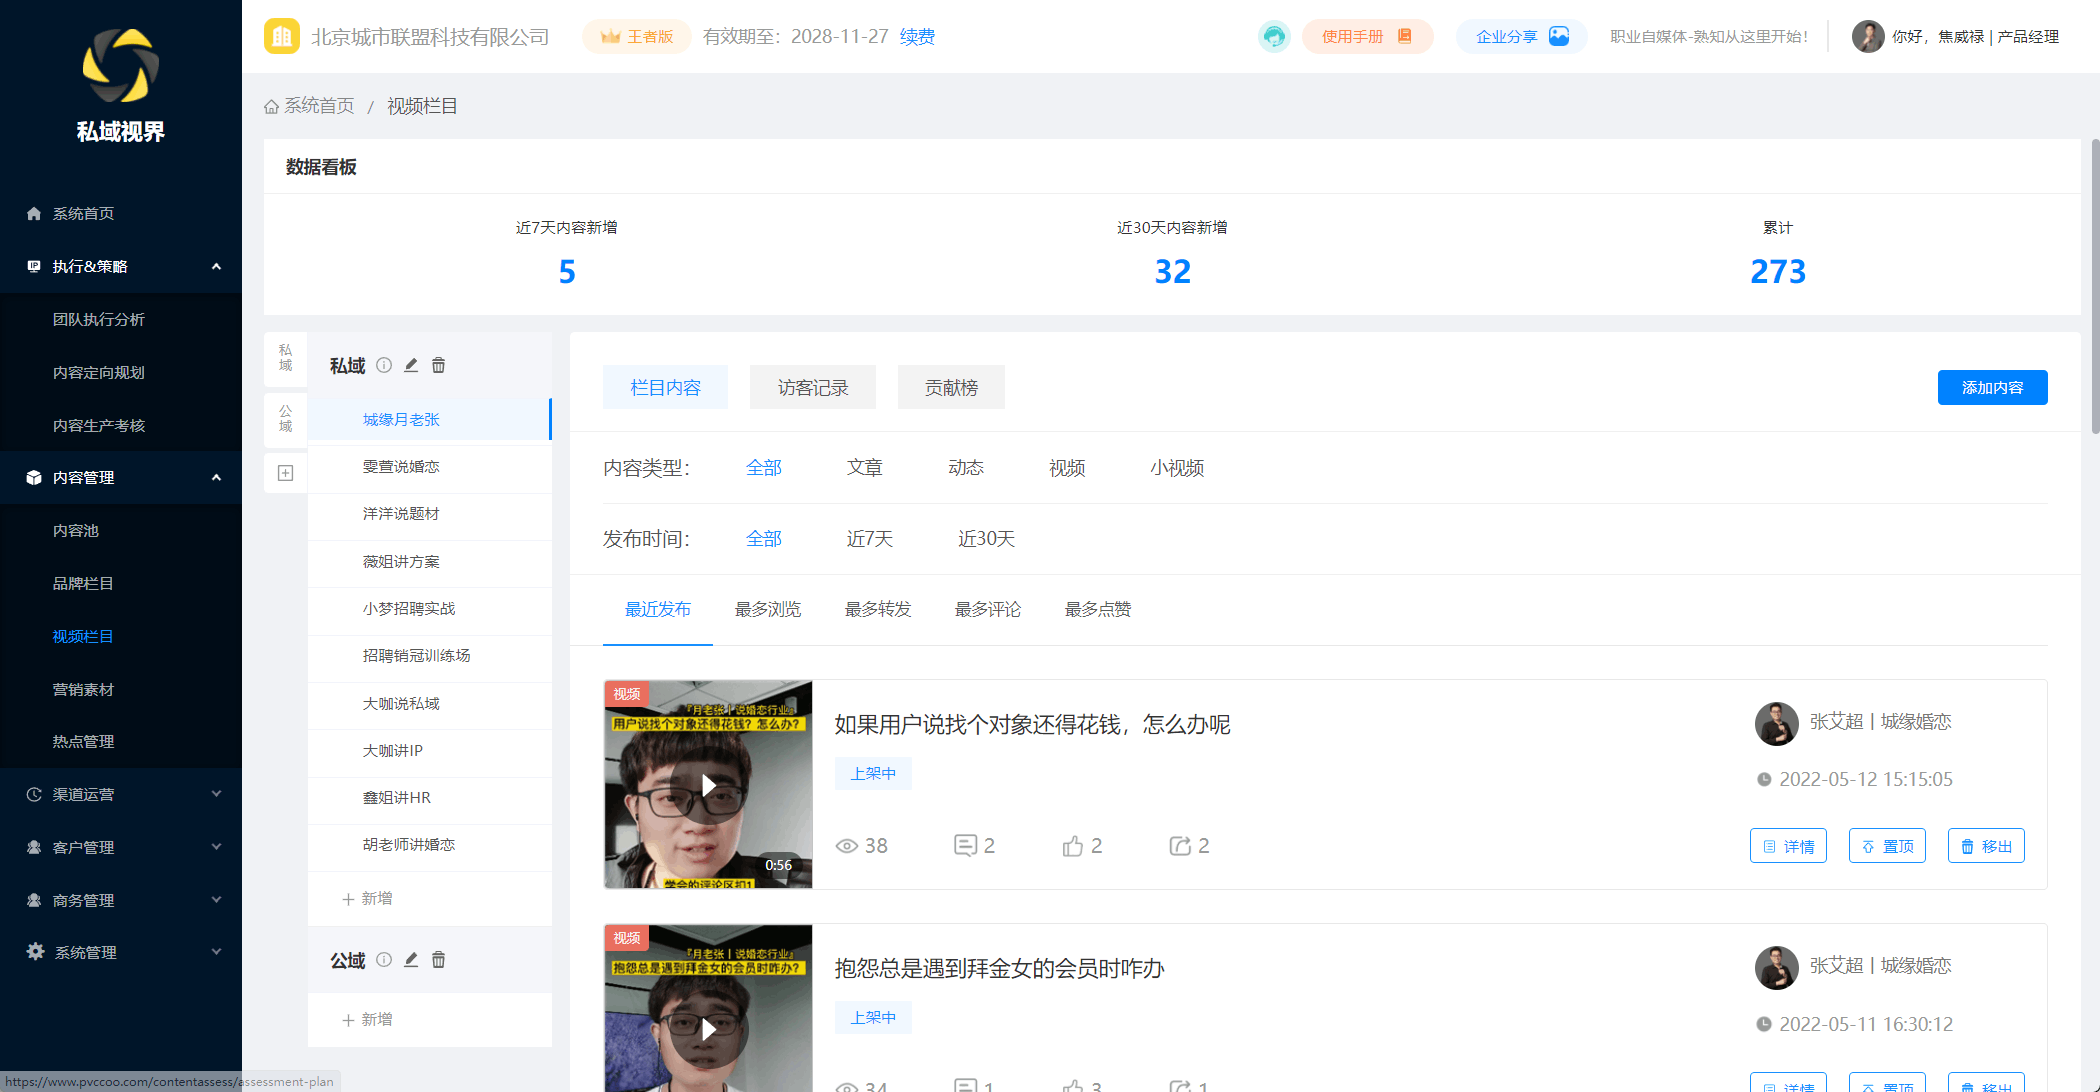 私域视界
系统首页
执行&策略
团队执行分析
内容定向规划
内容生产考核
内容管理
内容池
品牌栏目
视频栏目
营销素材
热点管理
渠道运营
客户管理
商务管理
系统管理
https://www.pvccoo.com/contentassess/assessment-plan
北京城市联盟科技有限公司 王者版 有效期至：2028-11-27 续费
使用手册 企业分享 职业自媒体-熟知从这里开始！ 你好，焦威禄 | 产品经理
系统首页 / 视频栏目
数据看板
近7天内容新增 近30天内容新增 累计
5 32 273
私域
公域
私域
城缘月老张
雯萱说婚恋
洋洋说题材
薇姐讲方案
小梦招聘实战
招聘销冠训练场
大咖说私域
大咖讲IP
鑫姐讲HR
胡老师讲婚恋
新增
公域
新增
栏目内容 访客记录 贡献榜 添加内容
内容类型： 全部 文章 动态 视频 小视频
发布时间： 全部 近7天 近30天
最近发布 最多浏览 最多转发 最多评论 最多点赞
视频
『月老张丨说婚恋行业』
用户说找个对象还得花钱？怎么办？
0:56
学会的评论区扣1
如果用户说找个对象还得花钱，怎么办呢
上架中
38 2 2 2
张艾超丨城缘婚恋
2022-05-12 15:15:05
详情 置顶 移出
视频
『月老张丨说婚恋行业』
抱怨总是遇到拜金女的会员时咋办？
抱怨总是遇到拜金女的会员时咋办
上架中
34 1 3 1
张艾超丨城缘婚恋
2022-05-11 16:30:12
详情 置顶 移出